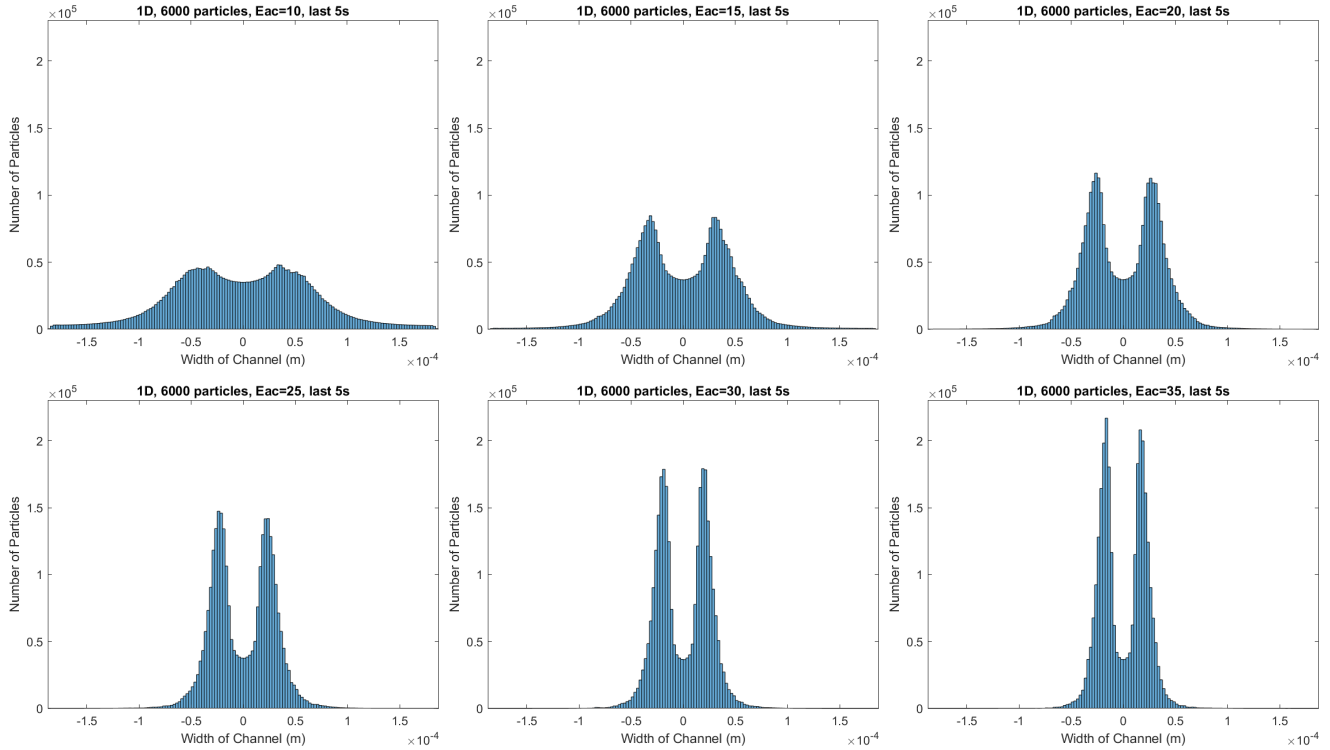 1D, 6000 particles, Eac=10, last 5s
×10^5
2
1.5
1
0.5
0
Number of Particles
-1.5 -1 -0.5 0 0.5 1 1.5
Width of Channel (m)
×10^-4
1D, 6000 particles, Eac=15, last 5s
×10^5
2
1.5
1
0.5
0
Number of Particles
-1.5 -1 -0.5 0 0.5 1 1.5
Width of Channel (m)
×10^-4
1D, 6000 particles, Eac=20, last 5s
×10^5
2
1.5
1
0.5
0
Number of Particles
-1.5 -1 -0.5 0 0.5 1 1.5
Width of Channel (m)
×10^-4
1D, 6000 particles, Eac=25, last 5s
×10^5
2
1.5
1
0.5
0
Number of Particles
-1.5 -1 -0.5 0 0.5 1 1.5
Width of Channel (m)
×10^-4
1D, 6000 particles, Eac=30, last 5s
×10^5
2
1.5
1
0.5
0
Number of Particles
-1.5 -1 -0.5 0 0.5 1 1.5
Width of Channel (m)
×10^-4
1D, 6000 particles, Eac=35, last 5s
×10^5
2
1.5
1
0.5
0
Number of Particles
-1.5 -1 -0.5 0 0.5 1 1.5
Width of Channel (m)
×10^-4